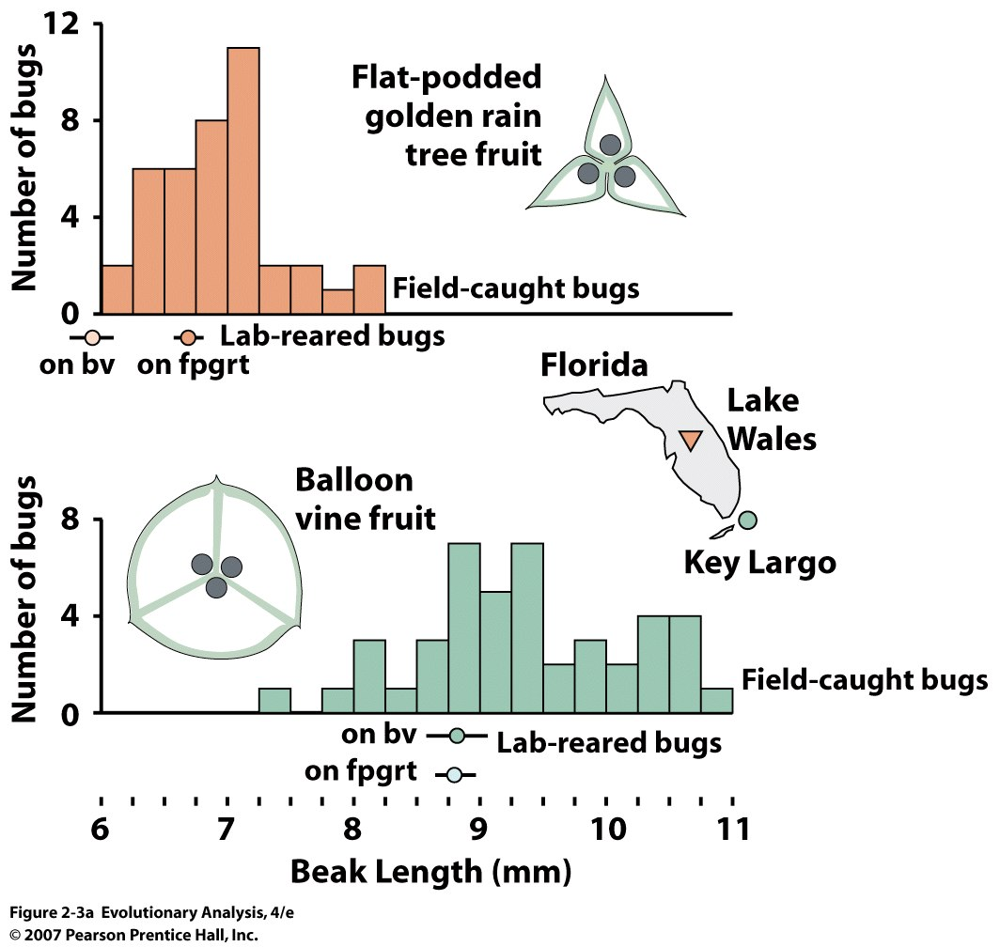 12
8
4
0
Number of bugs
Flat-podded
golden rain
tree fruit
Field-caught bugs
Lab-reared bugs
on bv
on fpgrt
Florida
Lake
Wales
Key Largo
8
4
0
Number of bugs
Balloon
vine fruit
Field-caught bugs
on bv
Lab-reared bugs
on fpgrt
6 7 8 9 10 11
Beak Length (mm)
Figure 2-3a Evolutionary Analysis, 4/e
© 2007 Pearson Prentice Hall, Inc.